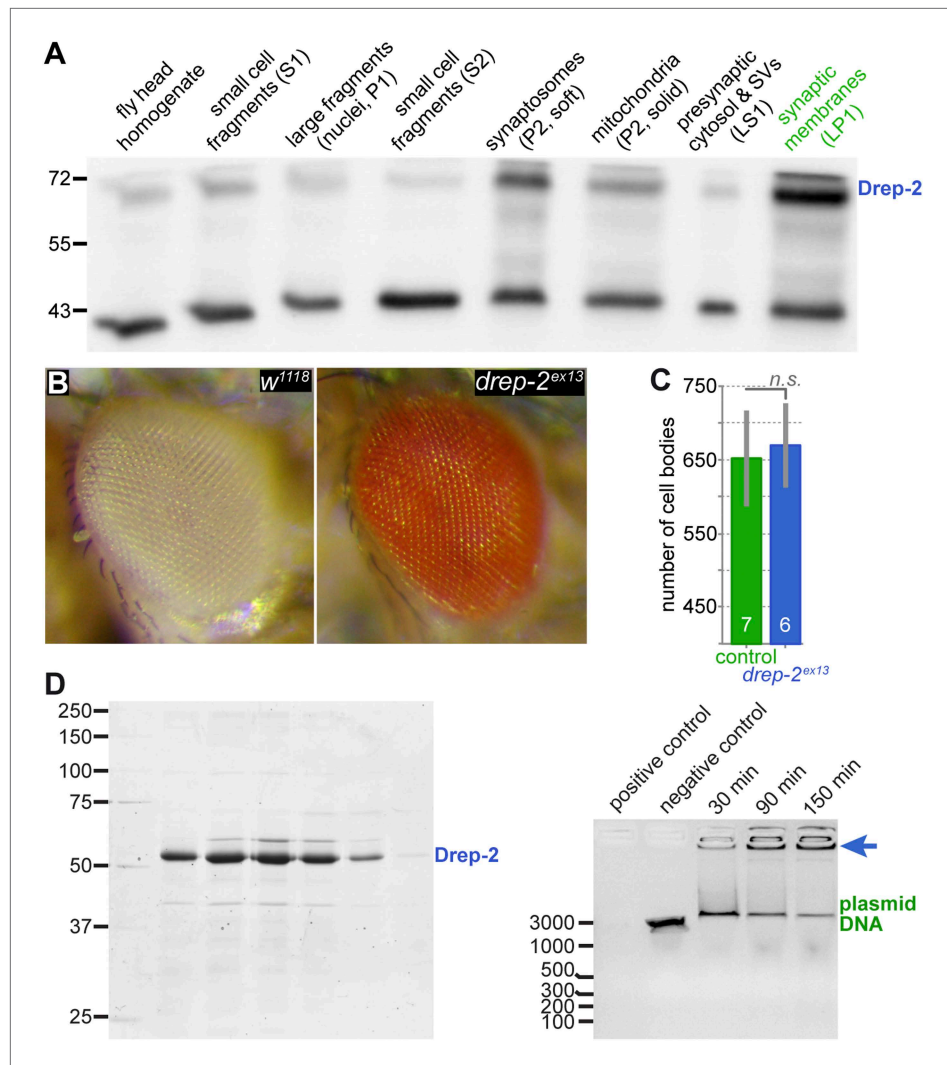 A
fly head
homogenate
small cell
fragments (S1)
large fragments
(nuclei, P1)
small cell
fragments (S2)
synaptosomes
(P2, soft)
mitochondria
(P2, solid)
presynaptic
cytosol & SVs
(LS1)
synaptic
membranes
(LP1)
72
55
43
Drep-2
B
w1118
drep-2ex13
C
number of cell bodies
750
650
550
450
n.s.
7
6
control
drep-2ex13
D
250
150
100
75
50
37
25
Drep-2
positive control
negative control
30 min
90 min
150 min
3000
1000
500
300
200
100
plasmid
DNA